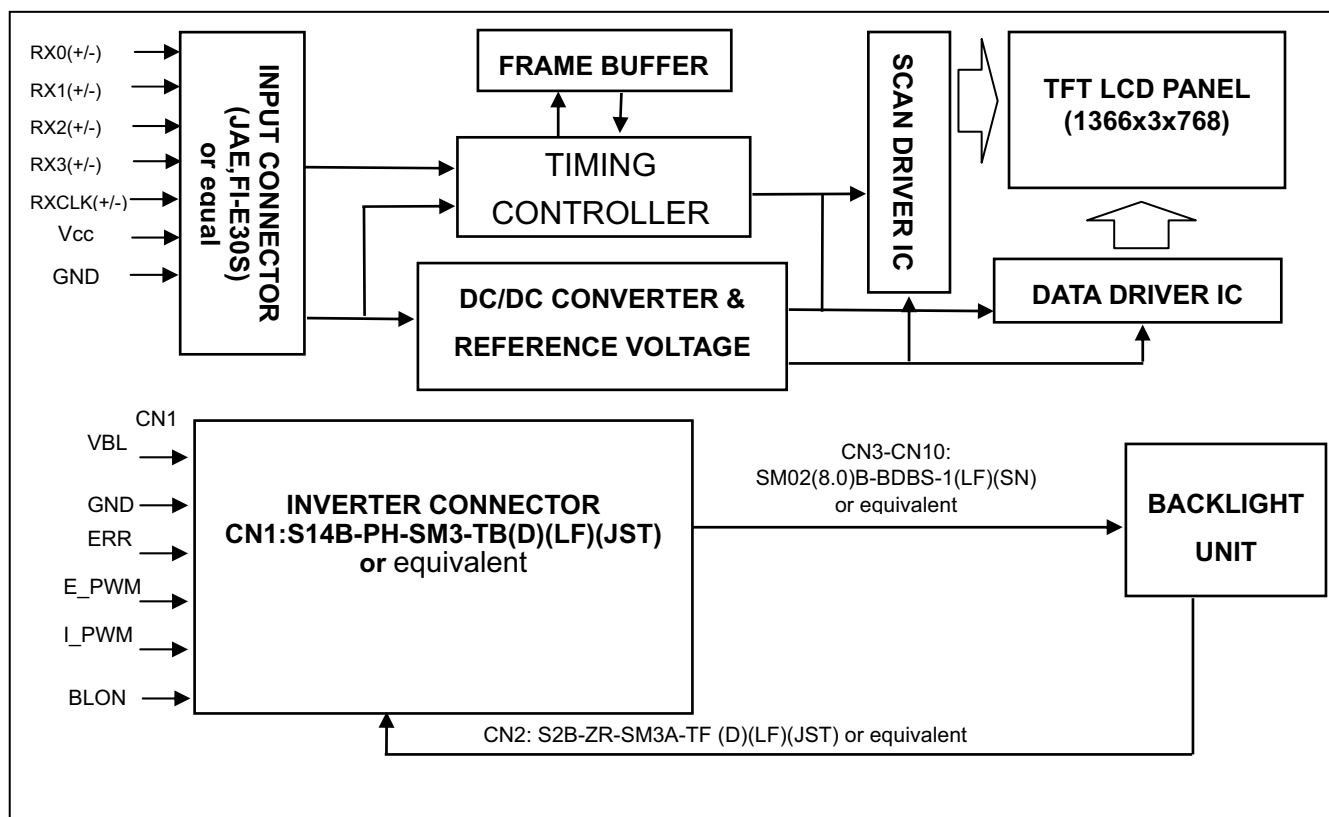 RX0(+/-)
RX1(+/-)
RX2(+/-)
RX3(+/-)
RXCLK(+/-)
Vcc
GND
INPUT CONNECTOR
(JAE,FI-E30S)
or equal
FRAME BUFFER
TIMING
CONTROLLER
DC/DC CONVERTER &
REFERENCE VOLTAGE
SCAN DRIVER IC
TFT LCD PANEL
(1366x3x768)
DATA DRIVER IC
CN1
VBL
GND
ERR
E_PWM
I_PWM
BLON
INVERTER CONNECTOR
CN1:S14B-PH-SM3-TB(D)(LF)(JST)
or equivalent
CN3-CN10:
SM02(8.0)B-BDBS-1(LF)(SN)
or equivalent
BACKLIGHT
UNIT
CN2: S2B-ZR-SM3A-TF (D)(LF)(JST) or equivalent